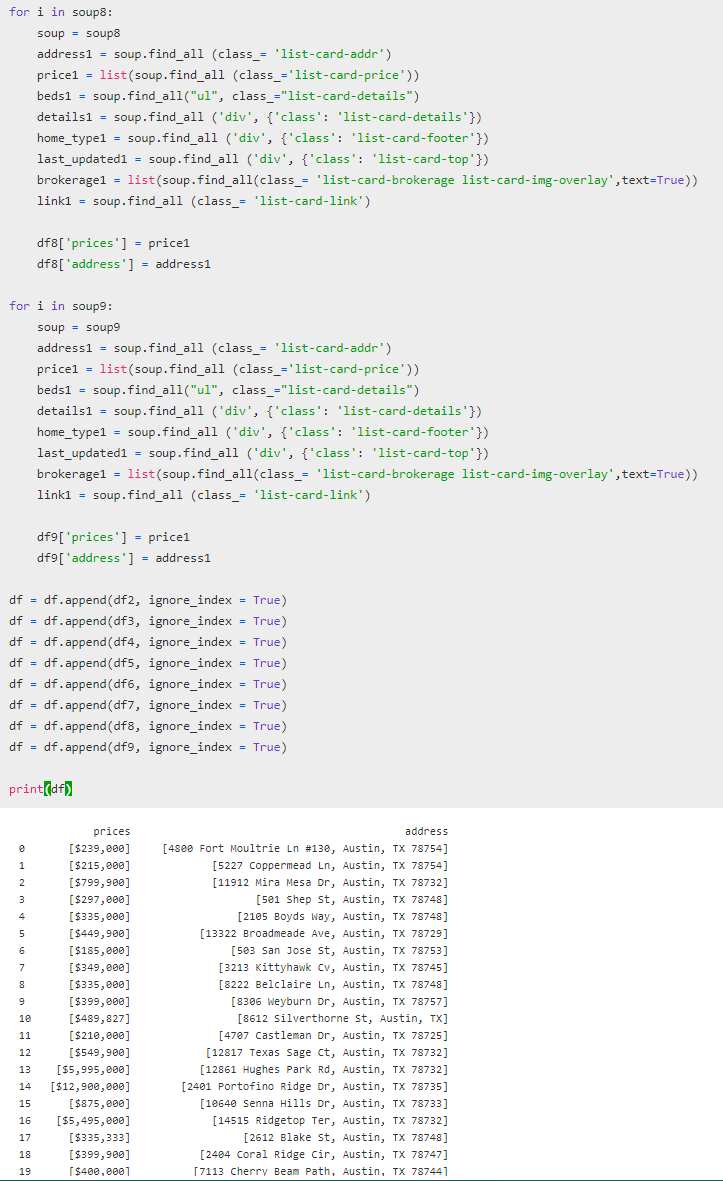 for i in soup8:
    soup = soup8
    address1 = soup.find_all (class_= 'list-card-addr')
    price1 = list(soup.find_all (class_='list-card-price'))
    beds1 = soup.find_all("ul", class_="list-card-details")
    details1 = soup.find_all ('div', {'class': 'list-card-details'})
    home_type1 = soup.find_all ('div', {'class': 'list-card-footer'})
    last_updated1 = soup.find_all ('div', {'class': 'list-card-top'})
    brokerage1 = list(soup.find_all(class_= 'list-card-brokerage list-card-img-overlay',text=True))
    link1 = soup.find_all (class_= 'list-card-link')

    df8['prices'] = price1
    df8['address'] = address1

for i in soup9:
    soup = soup9
    address1 = soup.find_all (class_= 'list-card-addr')
    price1 = list(soup.find_all (class_='list-card-price'))
    beds1 = soup.find_all("ul", class_="list-card-details")
    details1 = soup.find_all ('div', {'class': 'list-card-details'})
    home_type1 = soup.find_all ('div', {'class': 'list-card-footer'})
    last_updated1 = soup.find_all ('div', {'class': 'list-card-top'})
    brokerage1 = list(soup.find_all(class_= 'list-card-brokerage list-card-img-overlay',text=True))
    link1 = soup.find_all (class_= 'list-card-link')

    df9['prices'] = price1
    df9['address'] = address1

df = df.append(df2, ignore_index = True)
df = df.append(df3, ignore_index = True)
df = df.append(df4, ignore_index = True)
df = df.append(df5, ignore_index = True)
df = df.append(df6, ignore_index = True)
df = df.append(df7, ignore_index = True)
df = df.append(df8, ignore_index = True)
df = df.append(df9, ignore_index = True)

print(df)

prices address
0 [$239,000] [4800 Fort Moultrie Ln #130, Austin, TX 78754]
1 [$215,000] [5227 Coppermead Ln, Austin, TX 78754]
2 [$799,900] [11912 Mira Mesa Dr, Austin, TX 78732]
3 [$297,000] [501 Shep St, Austin, TX 78748]
4 [$335,000] [2105 Boyds Way, Austin, TX 78748]
5 [$449,900] [13322 Broadmeade Ave, Austin, TX 78729]
6 [$185,000] [503 San Jose St, Austin, TX 78753]
7 [$349,000] [3213 Kittyhawk Cv, Austin, TX 78745]
8 [$335,000] [8222 Belclaire Ln, Austin, TX 78748]
9 [$399,000] [8306 Weyburn Dr, Austin, TX 78757]
10 [$489,827] [8612 Silverthorne St, Austin, TX]
11 [$210,000] [4707 Castleman Dr, Austin, TX 78725]
12 [$549,900] [12817 Texas Sage Ct, Austin, TX 78732]
13 [$5,995,000] [12861 Hughes Park Rd, Austin, TX 78732]
14 [$12,900,000] [2401 Portofino Ridge Dr, Austin, TX 78735]
15 [$875,000] [10640 Senna Hills Dr, Austin, TX 78733]
16 [$5,495,000] [14515 Ridgetop Ter, Austin, TX 78732]
17 [$335,333] [2612 Blake St, Austin, TX 78748]
18 [$399,900] [2404 Coral Ridge Cir, Austin, TX 78747]
19 [$400,000] [7113 Cherry Beam Path, Austin, TX 78744]